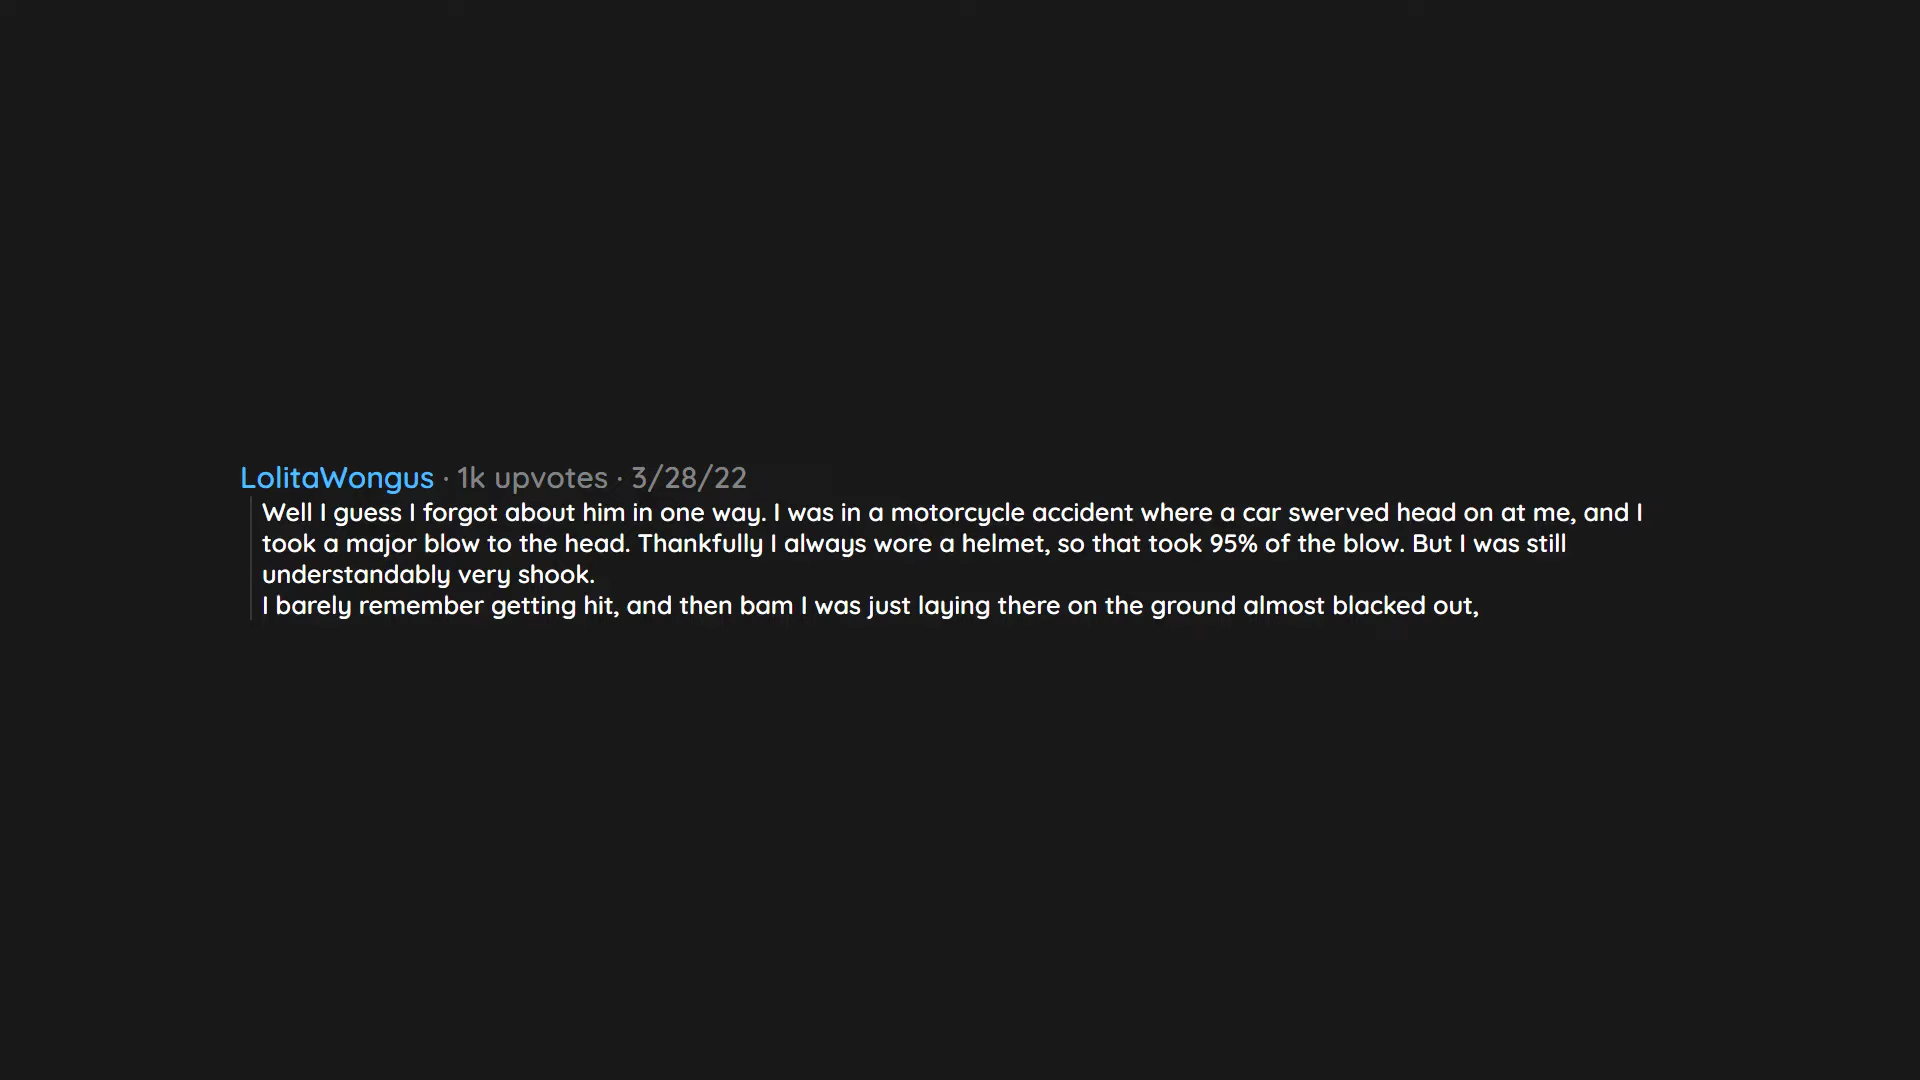 LolitaWongus · 1k upvotes · 3/28/22
Well I guess I forgot about him in one way. I was in a motorcycle accident where a car swerved head on at me, and I
took a major blow to the head. Thankfully I always wore a helmet, so that took 95% of the blow. But I was still
understandably very shook.
I barely remember getting hit, and then bam I was just laying there on the ground almost blacked out,